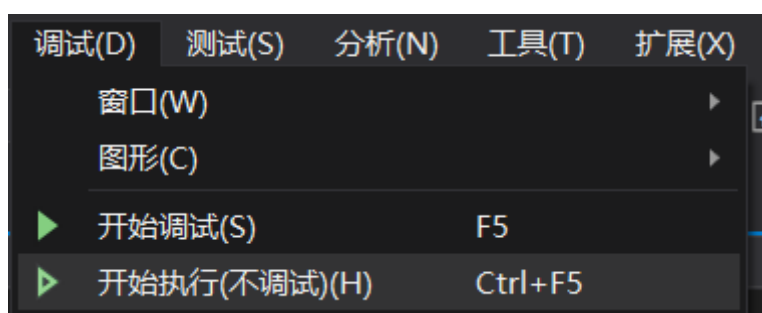 调试(D) 测试(S) 分析(N) 工具(T) 扩展(X)
窗口(W)
图形(C)
开始调试(S) F5
开始执行(不调试)(H) Ctrl+F5